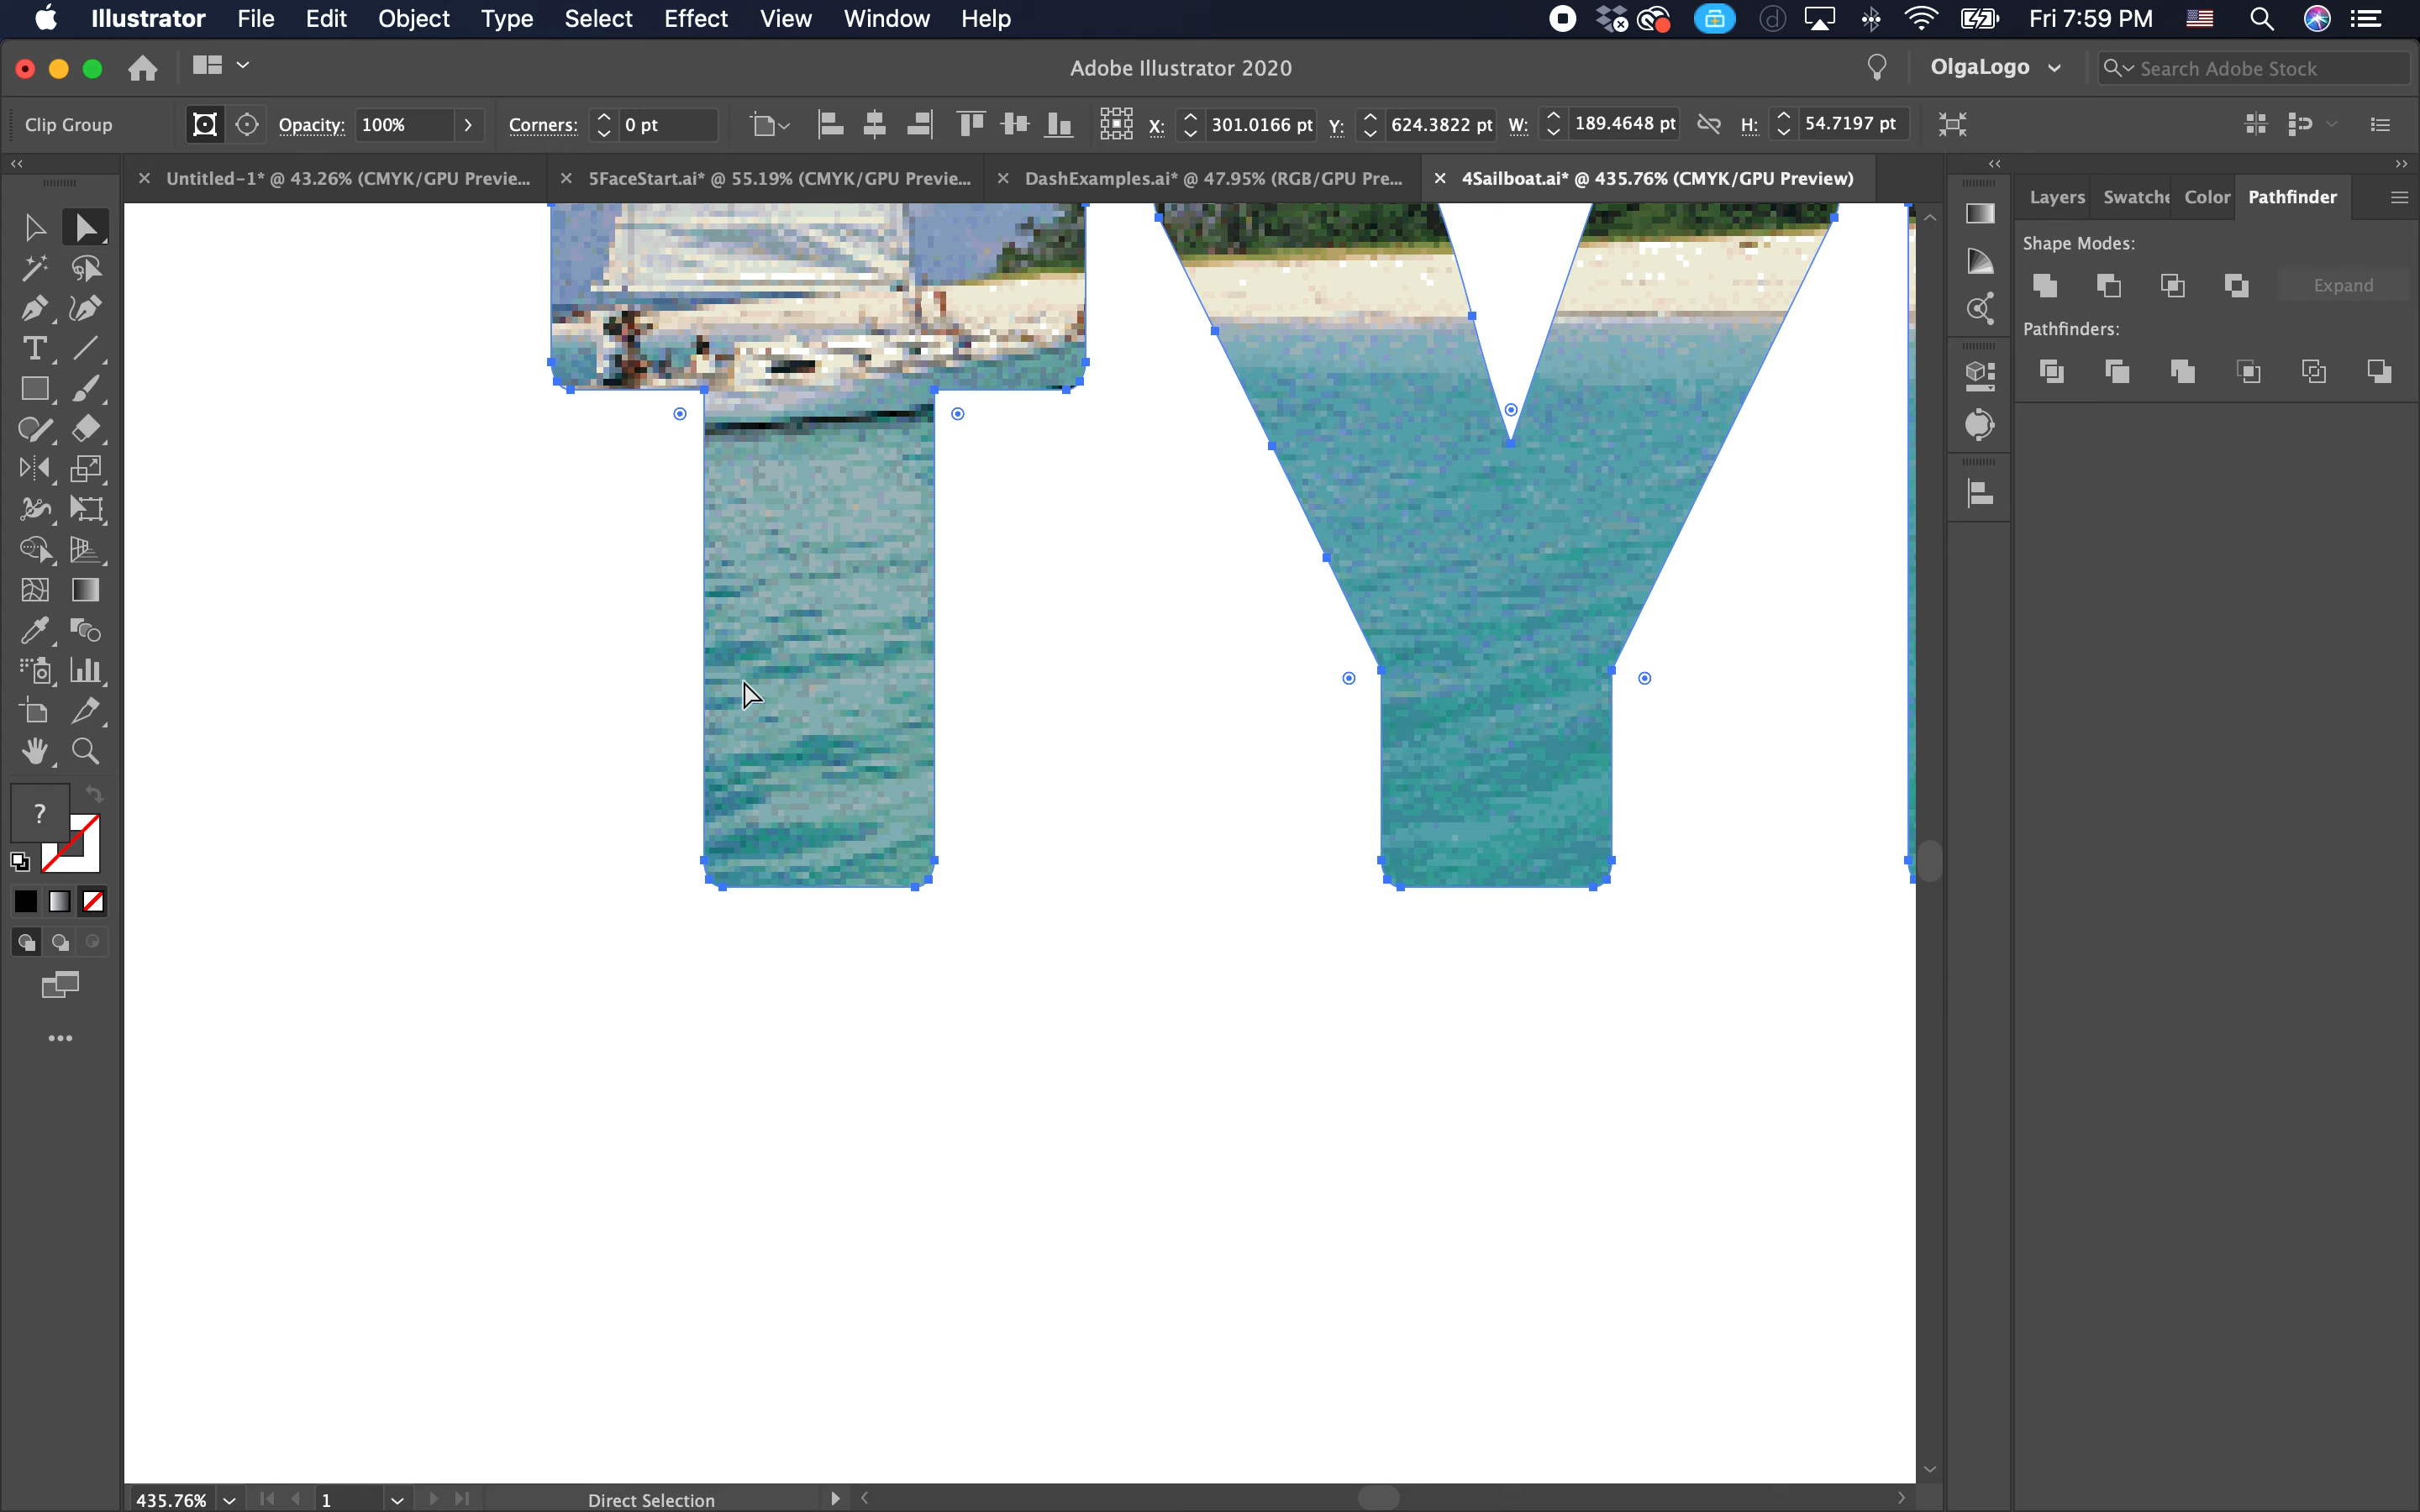 Illustrator File Edit Object Type Select Effect View Window Help Fri 7:59 PM
Adobe Illustrator 2020 OlgaLogo Search Adobe Stock
Clip Group Opacity: 100% Corners: 0 pt X: 301.0166 pt Y: 624.3822 pt W: 189.4648 pt H: 54.7197 pt
Untitled-1* @ 43.26% (CMYK/GPU Previe... 5FaceStart.ai* @ 55.19% (CMYK/GPU Previe... DashExamples.ai* @ 47.95% (RGB/GPU Pre... 4Sailboat.ai* @ 435.76% (CMYK/GPU Preview)
Layers Swatche Color Pathfinder
Shape Modes:
Expand
Pathfinders:
TY
?
435.76% 1 Direct Selection